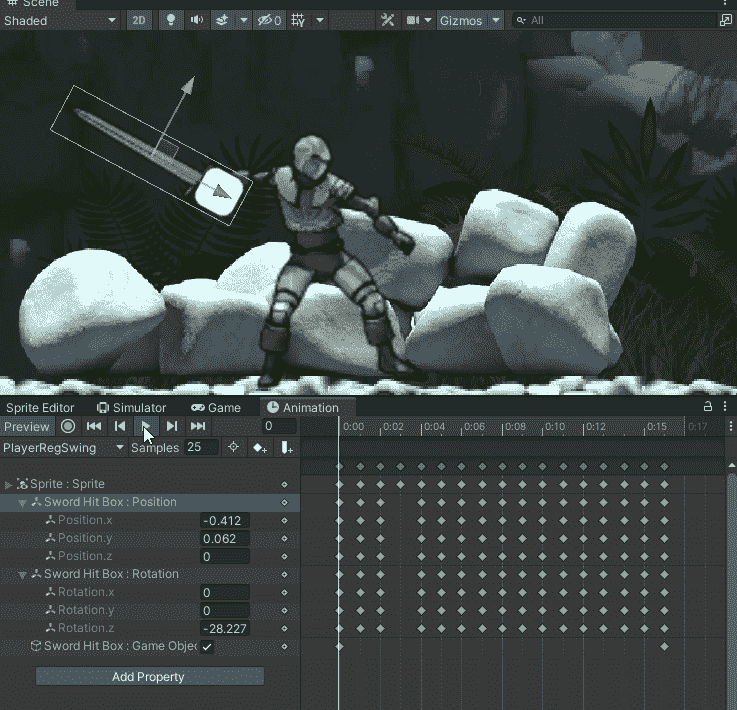 Scene
Shaded 2D 0 Gizmos All
Sprite Editor Simulator Game Animation
Preview 0 0:00 0:02 0:04 0:06 0:08 0:10 0:12 0:15 0:17
PlayerRegSwing Samples 25
Sprite : Sprite
Sword Hit Box : Position
Position.x -0.412
Position.y 0.062
Position.z 0
Sword Hit Box : Rotation
Rotation.x 0
Rotation.y 0
Rotation.z -28.227
Sword Hit Box : Game Objec
Add Property